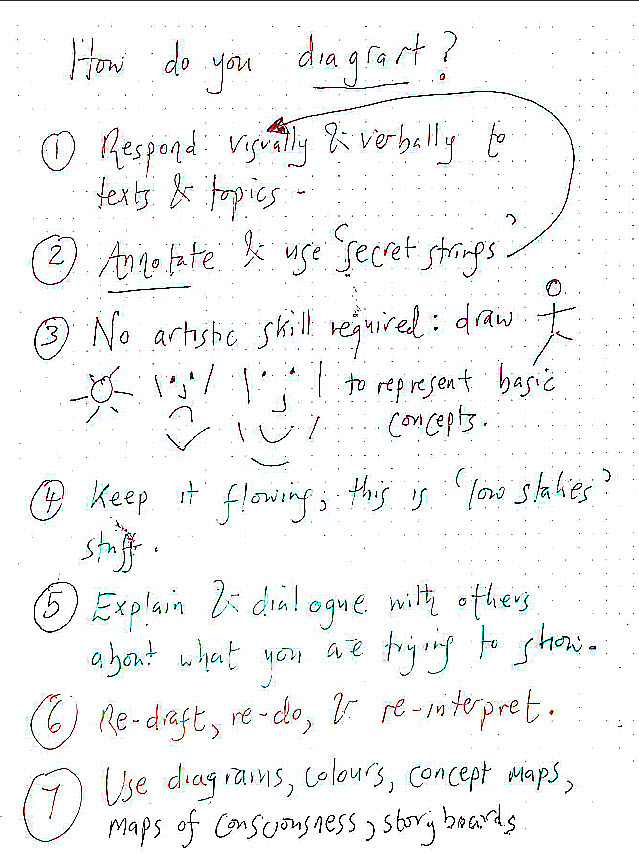 How do you diagrart?
① Respond visually & verbally to
texts & topics -
② Annotate & use 'secret strings'
③ No artistic skill required: draw
to represent basic
concepts.
④ Keep it flowing; this is 'low stakes'
stuff.
⑤ Explain & dialogue with others
about what you are trying to show.
⑥ Re-draft, re-do, & re-interpret.
⑦ Use diagrams, colours, concept maps,
maps of consciousness, storyboards